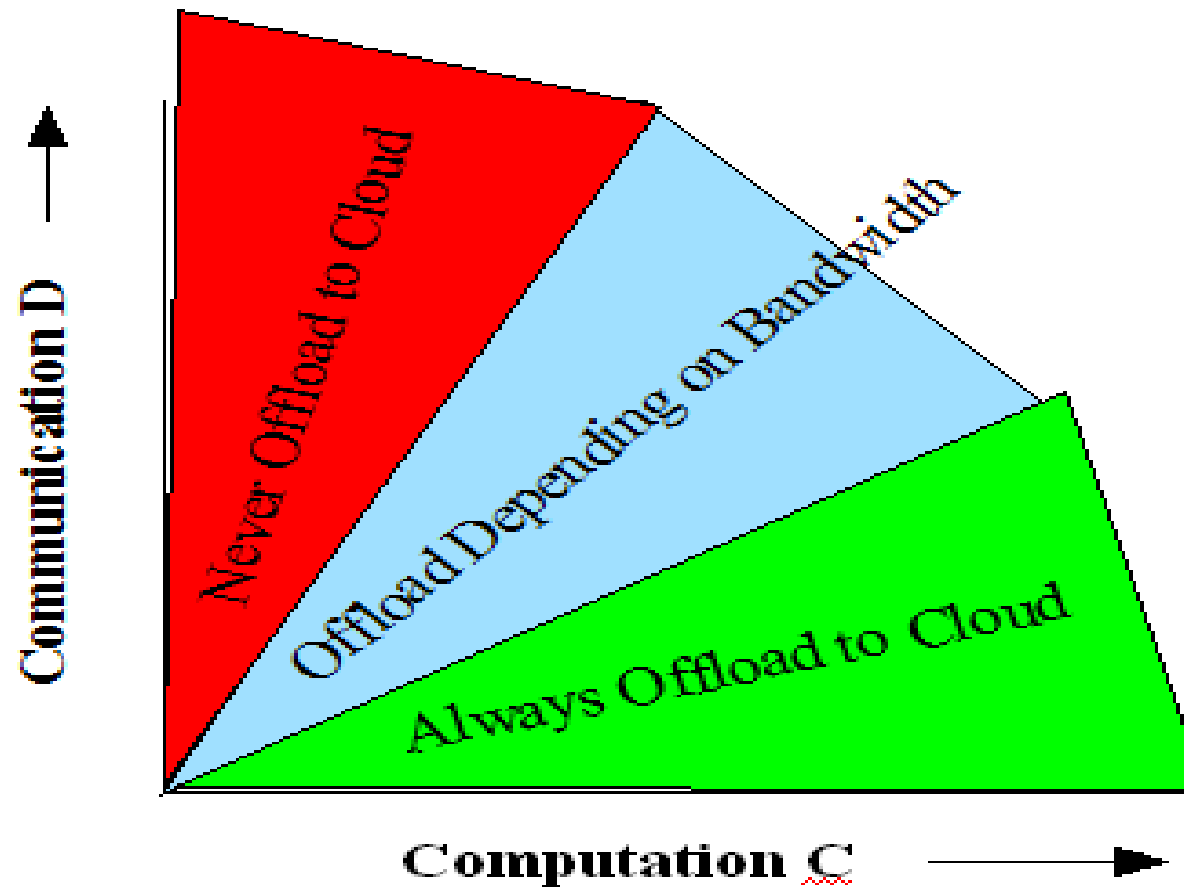 Communication D
Never Offload to Cloud
Offload Depending on Bandwidth
Always Offload to Cloud
Computation C